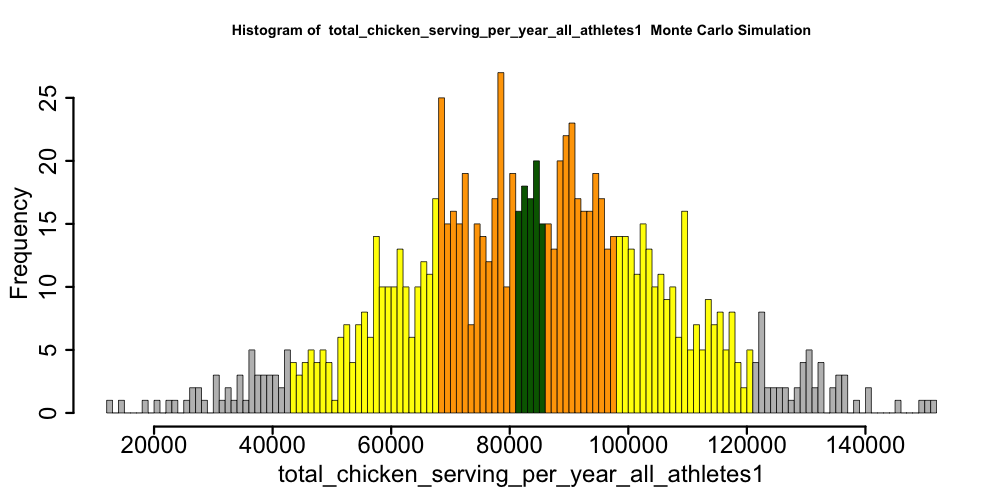 Histogram of  total_chicken_serving_per_year_all_athletes1  Monte Carlo Simulation
Frequency
25
20
15
10
5
0
20000 40000 60000 80000 100000 120000 140000
total_chicken_serving_per_year_all_athletes1